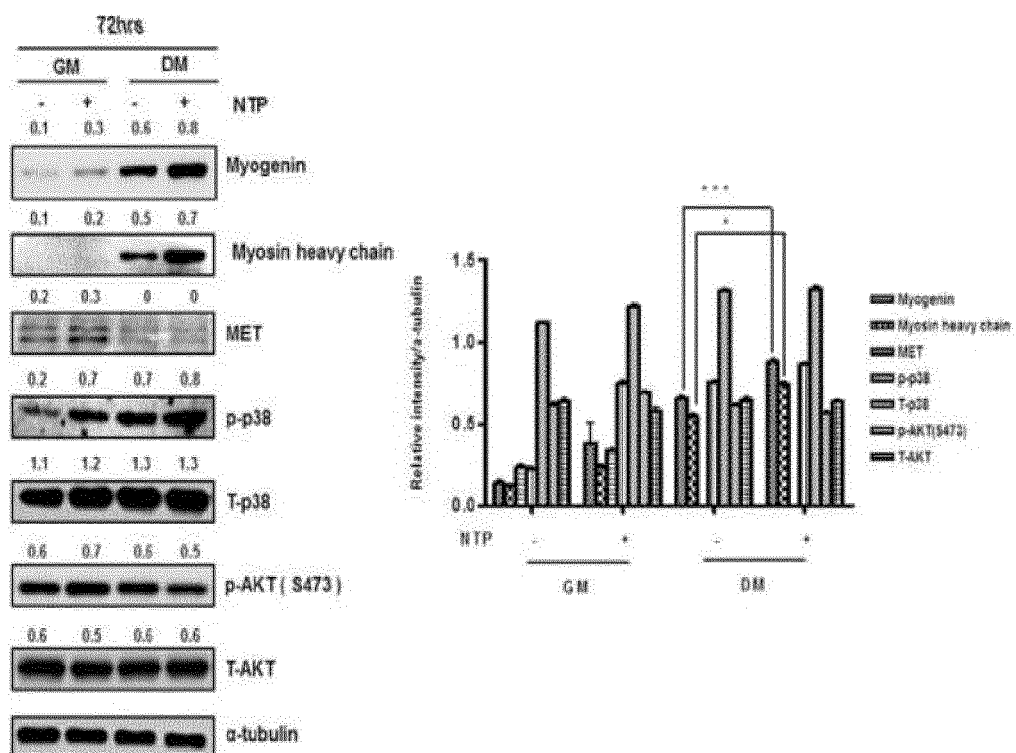 72hrs
GM DM
- + - + NTP
0.1 0.3 0.6 0.8
Myogenin
0.1 0.2 0.5 0.7
Myosin heavy chain
0.2 0.3 0 0
MET
0.2 0.7 0.7 0.8
p-p38
1.1 1.2 1.3 1.3
T-p38
0.6 0.7 0.6 0.5
p-AKT ( S473 )
0.6 0.5 0.6 0.6
T-AKT
α-tubulin
* * *
*
Relative intensity/α-tubulin
1.5
1.0
0.5
0.0
NTP - + - +
GM DM
Myogenin
Myosin heavy chain
MET
p-p38
T-p38
p-AKT(S473)
T-AKT